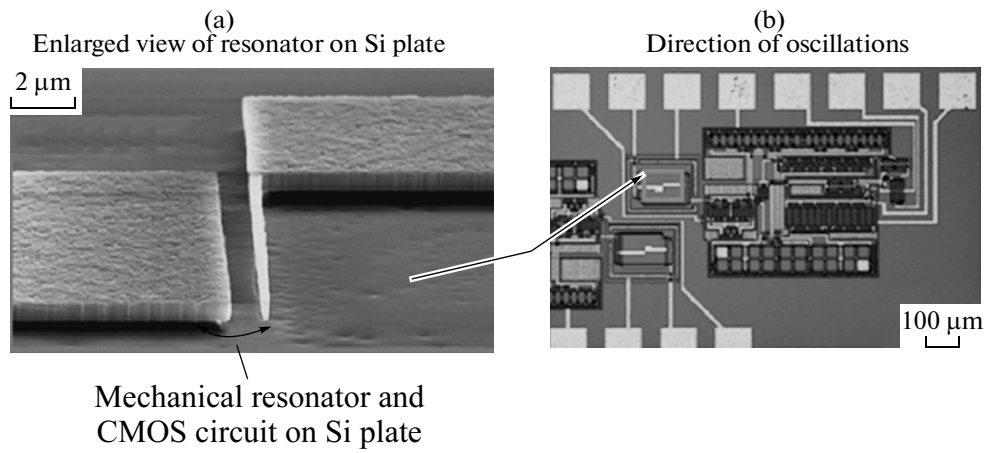 (a)
Enlarged view of resonator on Si plate
2 μm
Mechanical resonator and
CMOS circuit on Si plate
(b)
Direction of oscillations
100 μm